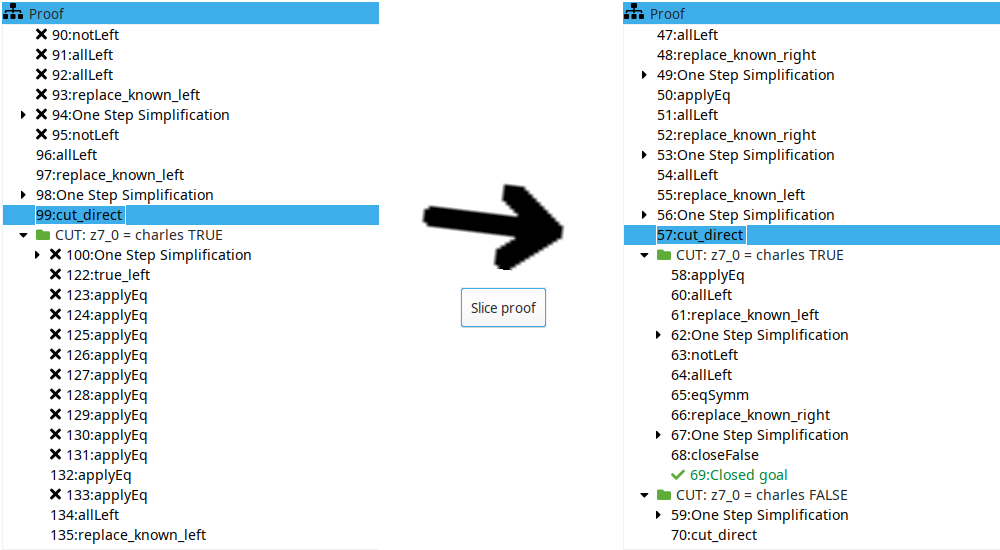 Proof
90:notLeft
91:allLeft
92:allLeft
93:replace_known_left
94:One Step Simplification
95:notLeft
96:allLeft
97:replace_known_left
98:One Step Simplification
99:cut_direct
CUT: z7_0 = charles TRUE
100:One Step Simplification
122:true_left
123:applyEq
124:applyEq
125:applyEq
126:applyEq
127:applyEq
128:applyEq
129:applyEq
130:applyEq
131:applyEq
132:applyEq
133:applyEq
134:allLeft
135:replace_known_left
Slice proof
Proof
47:allLeft
48:replace_known_right
49:One Step Simplification
50:applyEq
51:allLeft
52:replace_known_right
53:One Step Simplification
54:allLeft
55:replace_known_left
56:One Step Simplification
57:cut_direct
CUT: z7_0 = charles TRUE
58:applyEq
60:allLeft
61:replace_known_left
62:One Step Simplification
63:notLeft
64:allLeft
65:eqSymm
66:replace_known_right
67:One Step Simplification
68:closeFalse
69:Closed goal
CUT: z7_0 = charles FALSE
59:One Step Simplification
70:cut_direct